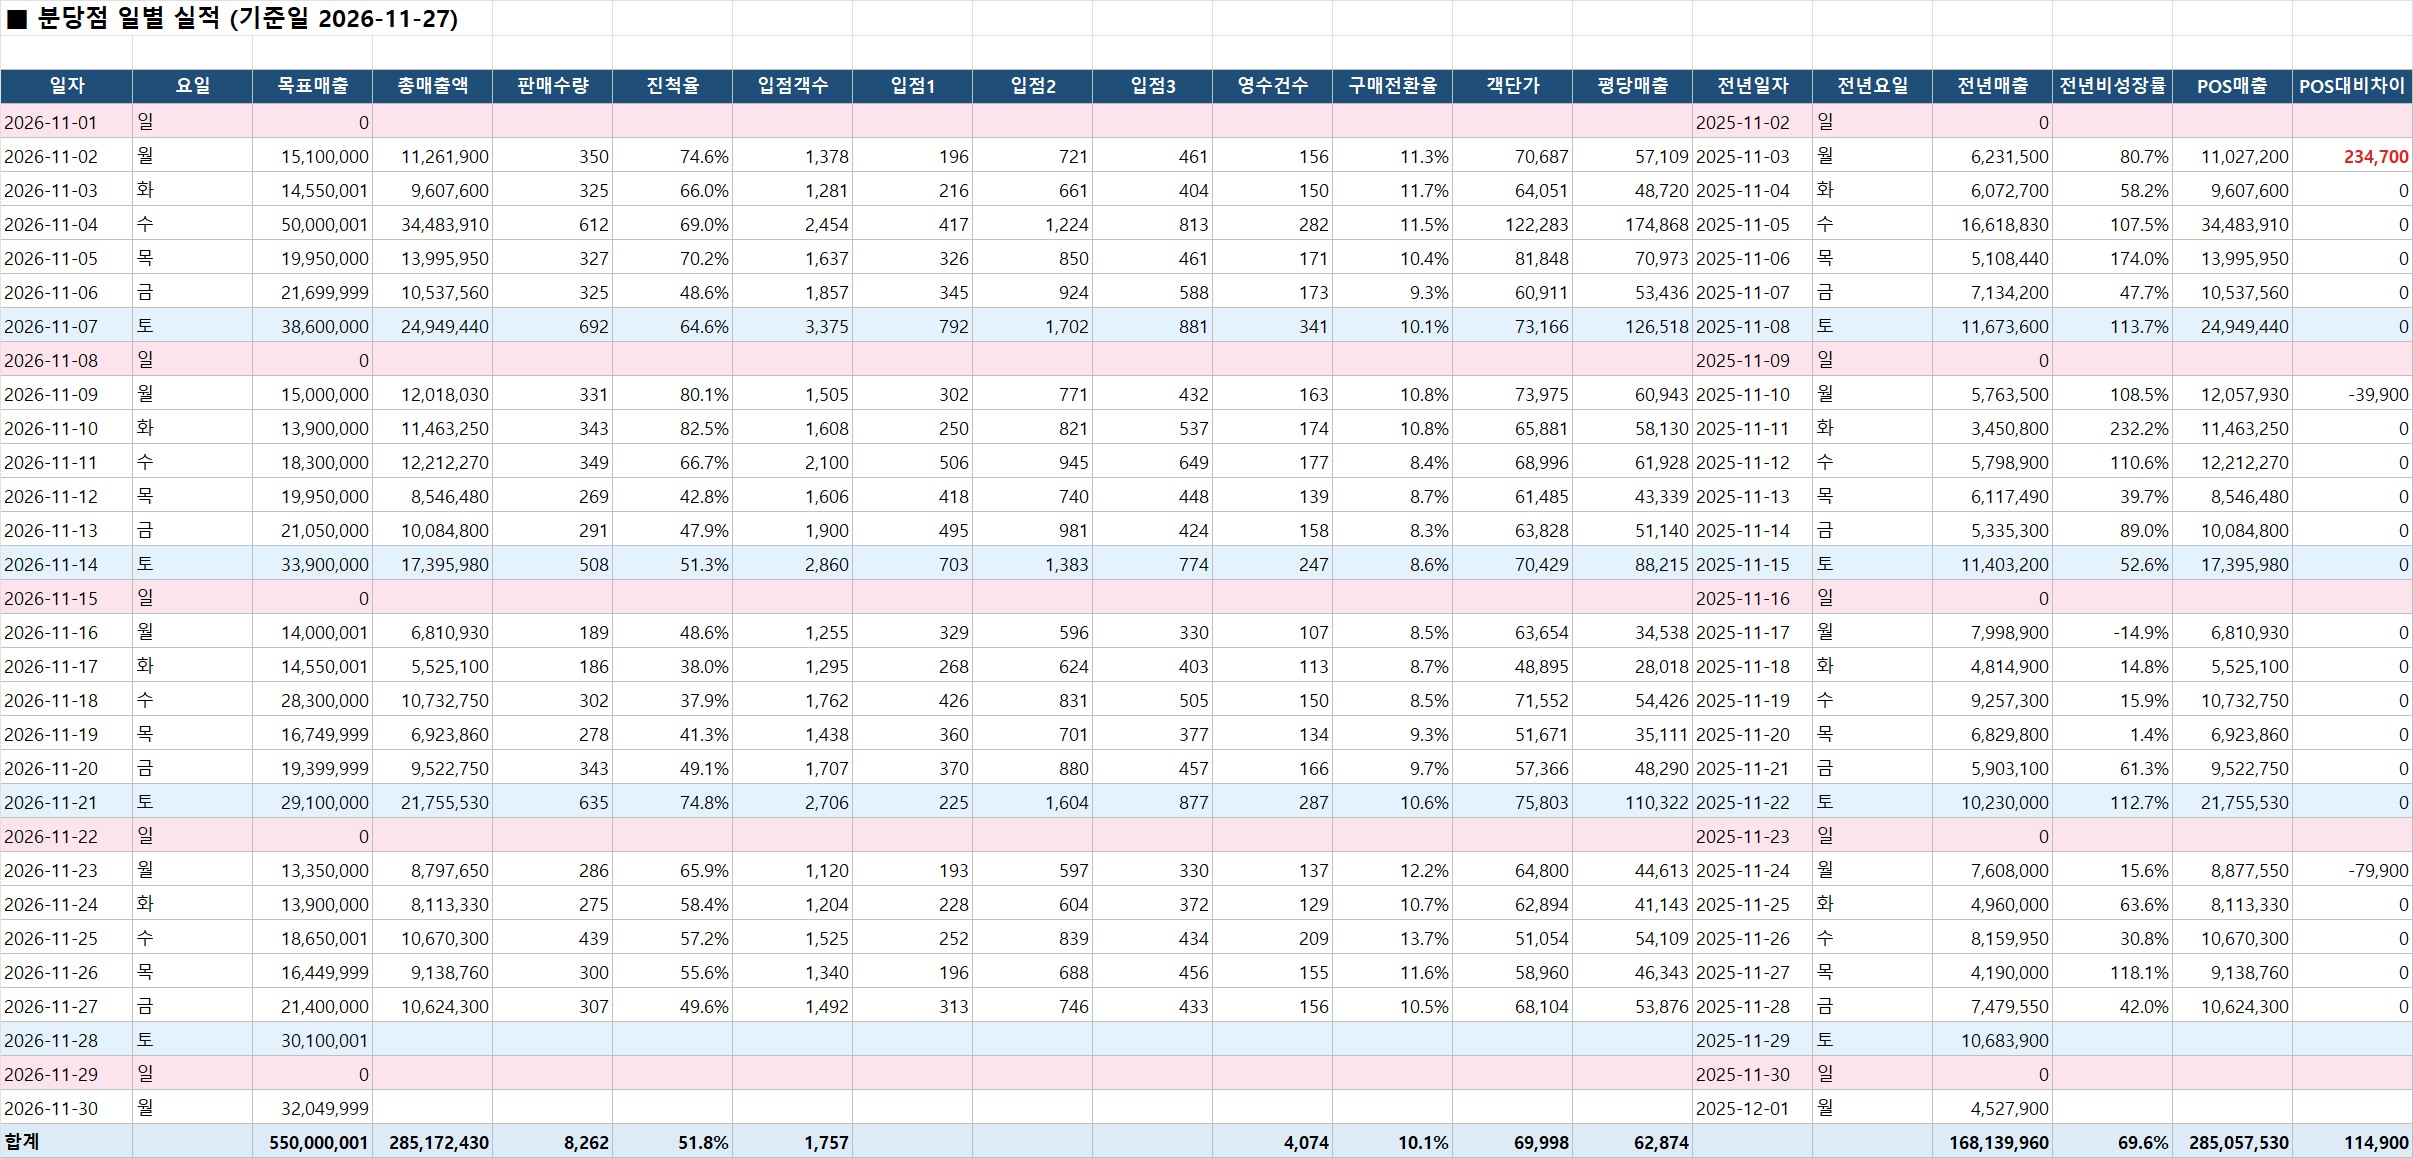 ■ 분당점 일별 실적 (기준일 2026-11-27)
일자 요일 목표매출 총매출액 판매수량 진척율 입점객수 입점1 입점2 입점3 영수건수 구매전환율 객단가 평당매출 전년일자 전년요일 전년매출 전년비성장률 POS매출 POS대비차이
2026-11-01 일 0 2025-11-02 일 0
2026-11-02 월 15,100,000 11,261,900 350 74.6% 1,378 196 721 461 156 11.3% 70,687 57,109 2025-11-03 월 6,231,500 80.7% 11,027,200 234,700
2026-11-03 화 14,550,001 9,607,600 325 66.0% 1,281 216 661 404 150 11.7% 64,051 48,720 2025-11-04 화 6,072,700 58.2% 9,607,600 0
2026-11-04 수 50,000,001 34,483,910 612 69.0% 2,454 417 1,224 813 282 11.5% 122,283 174,868 2025-11-05 수 16,618,830 107.5% 34,483,910 0
2026-11-05 목 19,950,000 13,995,950 327 70.2% 1,637 326 850 461 171 10.4% 81,848 70,973 2025-11-06 목 5,108,440 174.0% 13,995,950 0
2026-11-06 금 21,699,999 10,537,560 325 48.6% 1,857 345 924 588 173 9.3% 60,911 53,436 2025-11-07 금 7,134,200 47.7% 10,537,560 0
2026-11-07 토 38,600,000 24,949,440 692 64.6% 3,375 792 1,702 881 341 10.1% 73,166 126,518 2025-11-08 토 11,673,600 113.7% 24,949,440 0
2026-11-08 일 0 2025-11-09 일 0
2026-11-09 월 15,000,000 12,018,030 331 80.1% 1,505 302 771 432 163 10.8% 73,975 60,943 2025-11-10 월 5,763,500 108.5% 12,057,930 -39,900
2026-11-10 화 13,900,000 11,463,250 343 82.5% 1,608 250 821 537 174 10.8% 65,881 58,130 2025-11-11 화 3,450,800 232.2% 11,463,250 0
2026-11-11 수 18,300,000 12,212,270 349 66.7% 2,100 506 945 649 177 8.4% 68,996 61,928 2025-11-12 수 5,798,900 110.6% 12,212,270 0
2026-11-12 목 19,950,000 8,546,480 269 42.8% 1,606 418 740 448 139 8.7% 61,485 43,339 2025-11-13 목 6,117,490 39.7% 8,546,480 0
2026-11-13 금 21,050,000 10,084,800 291 47.9% 1,900 495 981 424 158 8.3% 63,828 51,140 2025-11-14 금 5,335,300 89.0% 10,084,800 0
2026-11-14 토 33,900,000 17,395,980 508 51.3% 2,860 703 1,383 774 247 8.6% 70,429 88,215 2025-11-15 토 11,403,200 52.6% 17,395,980 0
2026-11-15 일 0 2025-11-16 일 0
2026-11-16 월 14,000,001 6,810,930 189 48.6% 1,255 329 596 330 107 8.5% 63,654 34,538 2025-11-17 월 7,998,900 -14.9% 6,810,930 0
2026-11-17 화 14,550,001 5,525,100 186 38.0% 1,295 268 624 403 113 8.7% 48,895 28,018 2025-11-18 화 4,814,900 14.8% 5,525,100 0
2026-11-18 수 28,300,000 10,732,750 302 37.9% 1,762 426 831 505 150 8.5% 71,552 54,426 2025-11-19 수 9,257,300 15.9% 10,732,750 0
2026-11-19 목 16,749,999 6,923,860 278 41.3% 1,438 360 701 377 134 9.3% 51,671 35,111 2025-11-20 목 6,829,800 1.4% 6,923,860 0
2026-11-20 금 19,399,999 9,522,750 343 49.1% 1,707 370 880 457 166 9.7% 57,366 48,290 2025-11-21 금 5,903,100 61.3% 9,522,750 0
2026-11-21 토 29,100,000 21,755,530 635 74.8% 2,706 225 1,604 877 287 10.6% 75,803 110,322 2025-11-22 토 10,230,000 112.7% 21,755,530 0
2026-11-22 일 0 2025-11-23 일 0
2026-11-23 월 13,350,000 8,797,650 286 65.9% 1,120 193 597 330 137 12.2% 64,800 44,613 2025-11-24 월 7,608,000 15.6% 8,877,550 -79,900
2026-11-24 화 13,900,000 8,113,330 275 58.4% 1,204 228 604 372 129 10.7% 62,894 41,143 2025-11-25 화 4,960,000 63.6% 8,113,330 0
2026-11-25 수 18,650,001 10,670,300 439 57.2% 1,525 252 839 434 209 13.7% 51,054 54,109 2025-11-26 수 8,159,950 30.8% 10,670,300 0
2026-11-26 목 16,449,999 9,138,760 300 55.6% 1,340 196 688 456 155 11.6% 58,960 46,343 2025-11-27 목 4,190,000 118.1% 9,138,760 0
2026-11-27 금 21,400,000 10,624,300 307 49.6% 1,492 313 746 433 156 10.5% 68,104 53,876 2025-11-28 금 7,479,550 42.0% 10,624,300 0
2026-11-28 토 30,100,001 2025-11-29 토 10,683,900
2026-11-29 일 0 2025-11-30 일 0
2026-11-30 월 32,049,999 2025-12-01 월 4,527,900
합계 550,000,001 285,172,430 8,262 51.8% 1,757 4,074 10.1% 69,998 62,874 168,139,960 69.6% 285,057,530 114,900